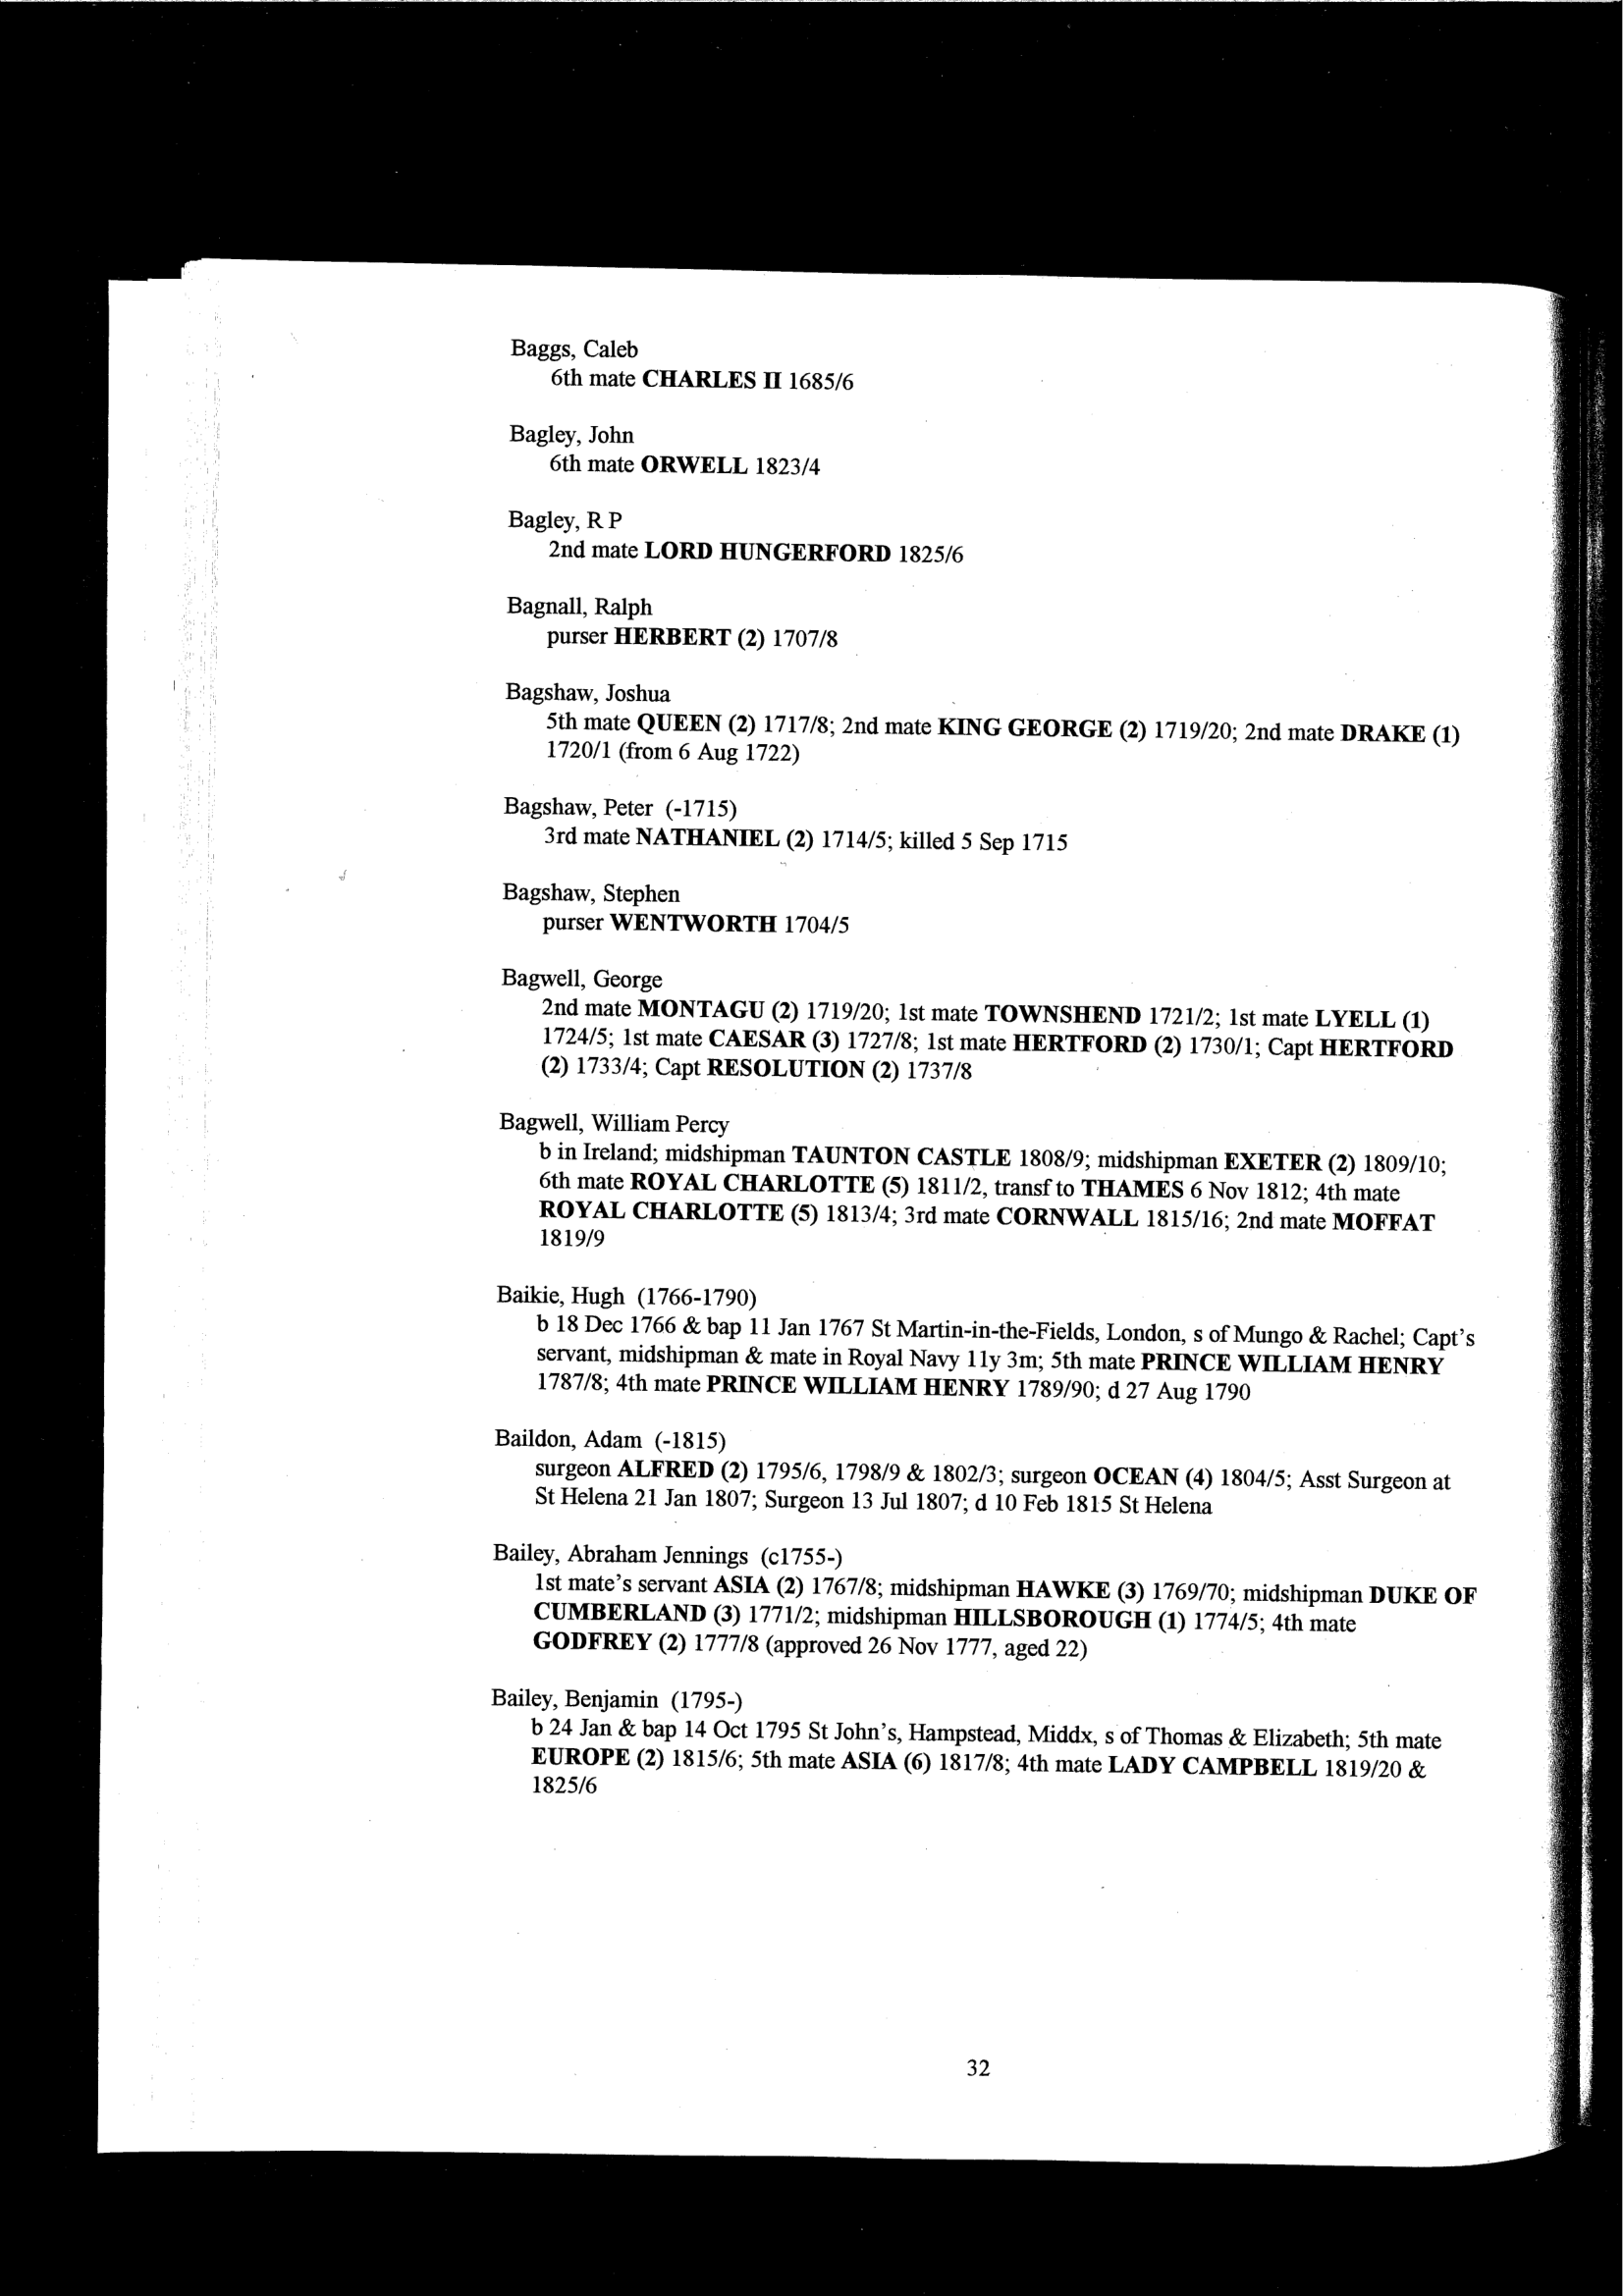 Baggs, Caleb
6th mate CHARLES II 1685/6
Bagley, John
6th mate ORWELL 1823/4
Bagley, R P
2nd mate LORD HUNGERFORD 1825/6
Bagnall, Ralph
purser HERBERT (2) 1707/8
Bagshaw, Joshua
5th mate QUEEN (2) 1717/8; 2nd mate KING GEORGE (2) 1719/20; 2nd mate DRAKE (1)
1720/1 (from 6 Aug 1722)
Bagshaw, Peter (-1715)
3rd mate NATHANIEL (2) 1714/5; killed 5 Sep 1715
Bagshaw, Stephen
purser WENTWORTH 1704/5
Bagwell, George
2nd mate MONTAGU (2) 1719/20; 1st mate TOWNSHEND 1721/2; 1st mate LYELL (1)
1724/5; 1st mate CAESAR (3) 1727/8; 1st mate HERTFORD (2) 1730/1; Capt HERTFORD
(2) 1733/4; Capt RESOLUTION (2) 1737/8
Bagwell, William Percy
b in Ireland; midshipman TAUNTON CASTLE 1808/9; midshipman EXETER (2) 1809/10;
6th mate ROYAL CHARLOTTE (5) 1811/2, transf to THAMES 6 Nov 1812; 4th mate
ROYAL CHARLOTTE (5) 1813/4; 3rd mate CORNWALL 1815/16; 2nd mate MOFFAT
1819/9
Baikie, Hugh (1766-1790)
b 18 Dec 1766 & bap 11 Jan 1767 St Martin-in-the-Fields, London, s of Mungo & Rachel; Capt's
servant, midshipman & mate in Royal Navy 11y 3m; 5th mate PRINCE WILLIAM HENRY
1787/8; 4th mate PRINCE WILLIAM HENRY 1789/90; d 27 Aug 1790
Baildon, Adam (-1815)
surgeon ALFRED (2) 1795/6, 1798/9 & 1802/3; surgeon OCEAN (4) 1804/5; Asst Surgeon at
St Helena 21 Jan 1807; Surgeon 13 Jul 1807; d 10 Feb 1815 St Helena
Bailey, Abraham Jennings (c1755-)
1st mate's servant ASIA (2) 1767/8; midshipman HAWKE (3) 1769/70; midshipman DUKE OF
CUMBERLAND (3) 1771/2; midshipman HILLSBOROUGH (1) 1774/5; 4th mate
GODFREY (2) 1777/8 (approved 26 Nov 1777, aged 22)
Bailey, Benjamin (1795-)
b 24 Jan & bap 14 Oct 1795 St John's, Hampstead, Middx, s of Thomas & Elizabeth; 5th mate
EUROPE (2) 1815/6; 5th mate ASIA (6) 1817/8; 4th mate LADY CAMPBELL 1819/20 &
1825/6
32